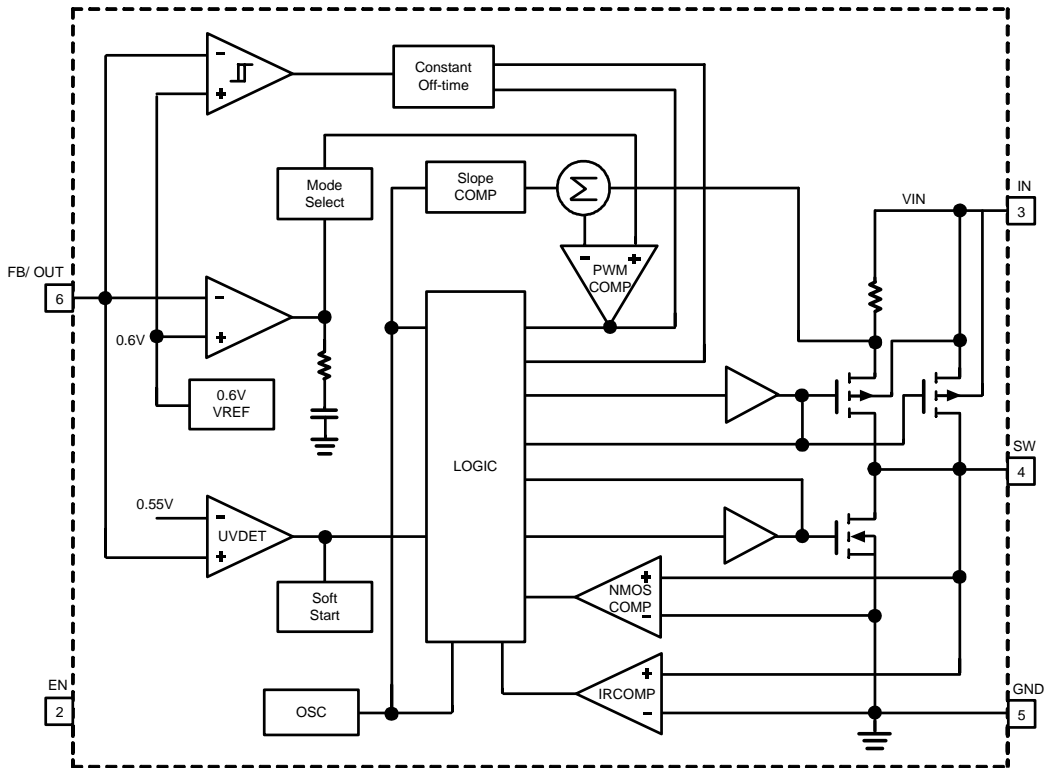 Constant
Off-time
-
+
Mode
Select
Slope
COMP
Σ
VIN
IN
3
FB/ OUT
6
-
+
PWM
COMP
-
+
0.6V
0.6V
VREF
LOGIC
SW
4
0.55V
-
UVDET
+
Soft
Start
+
NMOS
COMP
-
EN
2
OSC
+
IRCOMP
-
GND
5